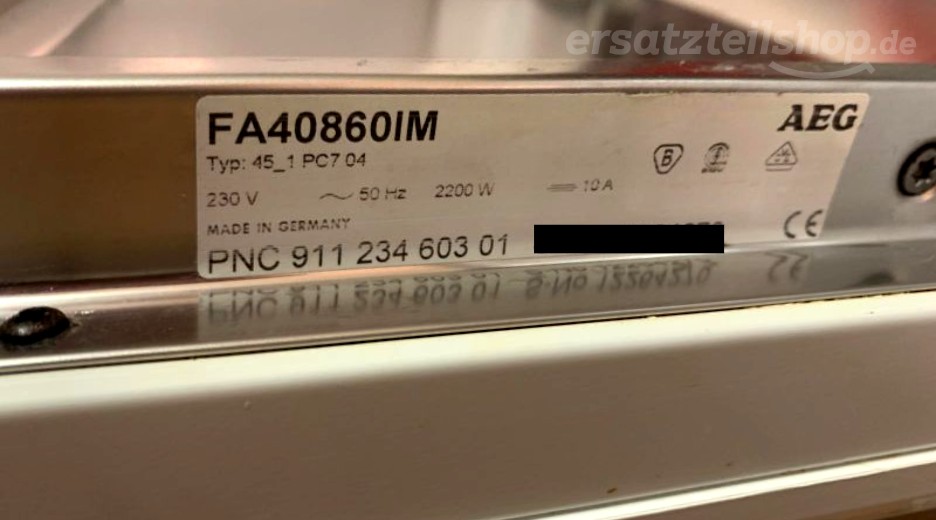 ersatzteilshop.de
FA40860IM AEG
Typ: 45_1 PC7 04
230 V ~ 50 Hz 2200 W 10 A
MADE IN GERMANY
PNC 911 234 603 01 CE